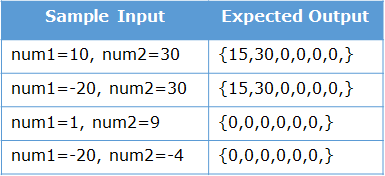 Sample Input Expected Output
num1=10, num2=30 {15,30,0,0,0,0,}
num1=-20, num2=30 {15,30,0,0,0,0,}
num1=1, num2=9 {0,0,0,0,0,0,}
num1=-20, num2=-4 {0,0,0,0,0,0,}